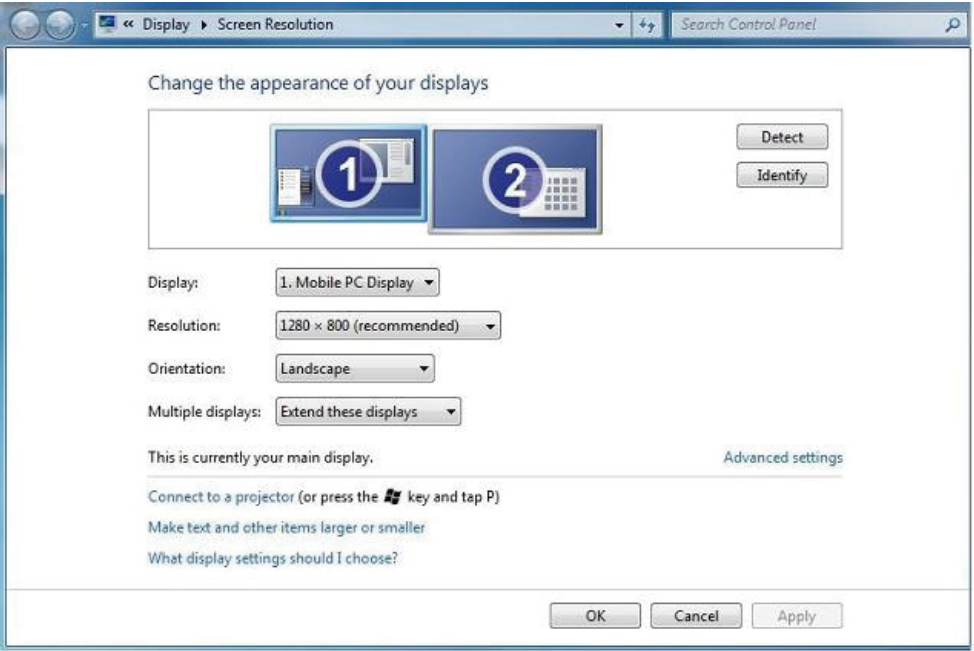 « Display ▸ Screen Resolution Search Control Panel
Change the appearance of your displays
1 2
Detect
Identify
Display: 1. Mobile PC Display
Resolution: 1280 × 800 (recommended)
Orientation: Landscape
Multiple displays: Extend these displays
This is currently your main display. Advanced settings
Connect to a projector (or press the key and tap P)
Make text and other items larger or smaller
What display settings should I choose?
OK Cancel Apply